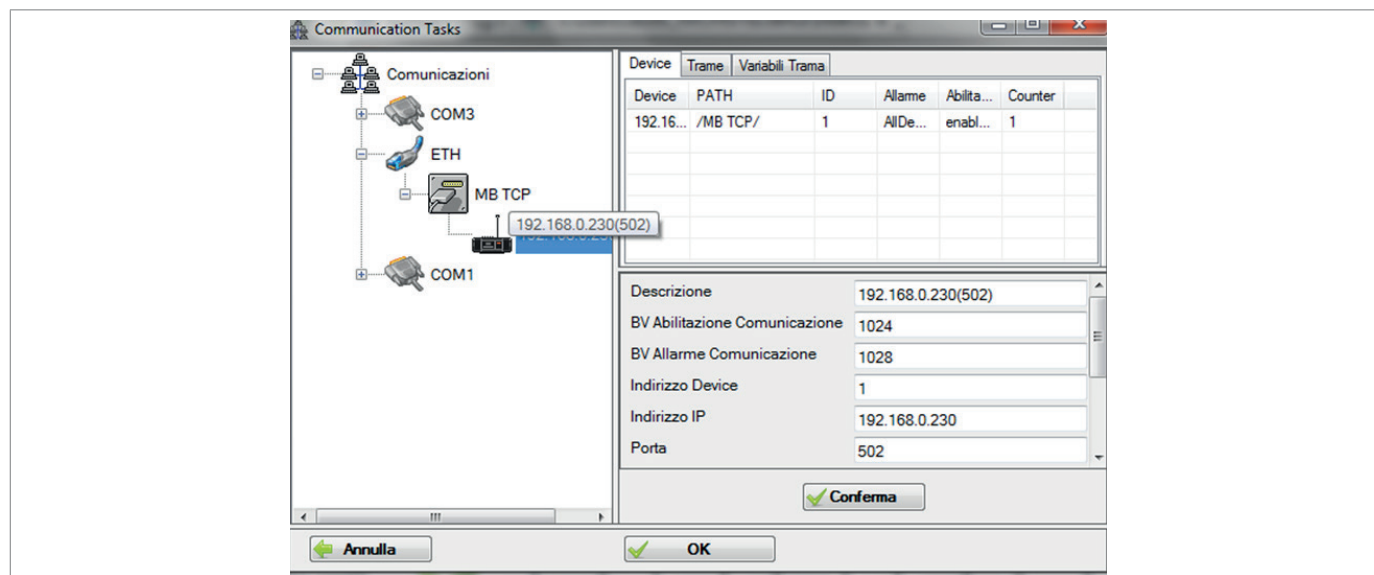 Communication Tasks
Comunicazioni
COM3
ETH
MB TCP
192.168.0.230(502)
COM1
Device Trame Variabili Trama
Device PATH ID Allarme Abilita... Counter
192.16... /MB TCP/ 1 AllDe... enabl... 1
Descrizione 192.168.0.230(502)
BV Abilitazione Comunicazione 1024
BV Allarme Comunicazione 1028
Indirizzo Device 1
Indirizzo IP 192.168.0.230
Porta 502
Conferma
Annulla OK